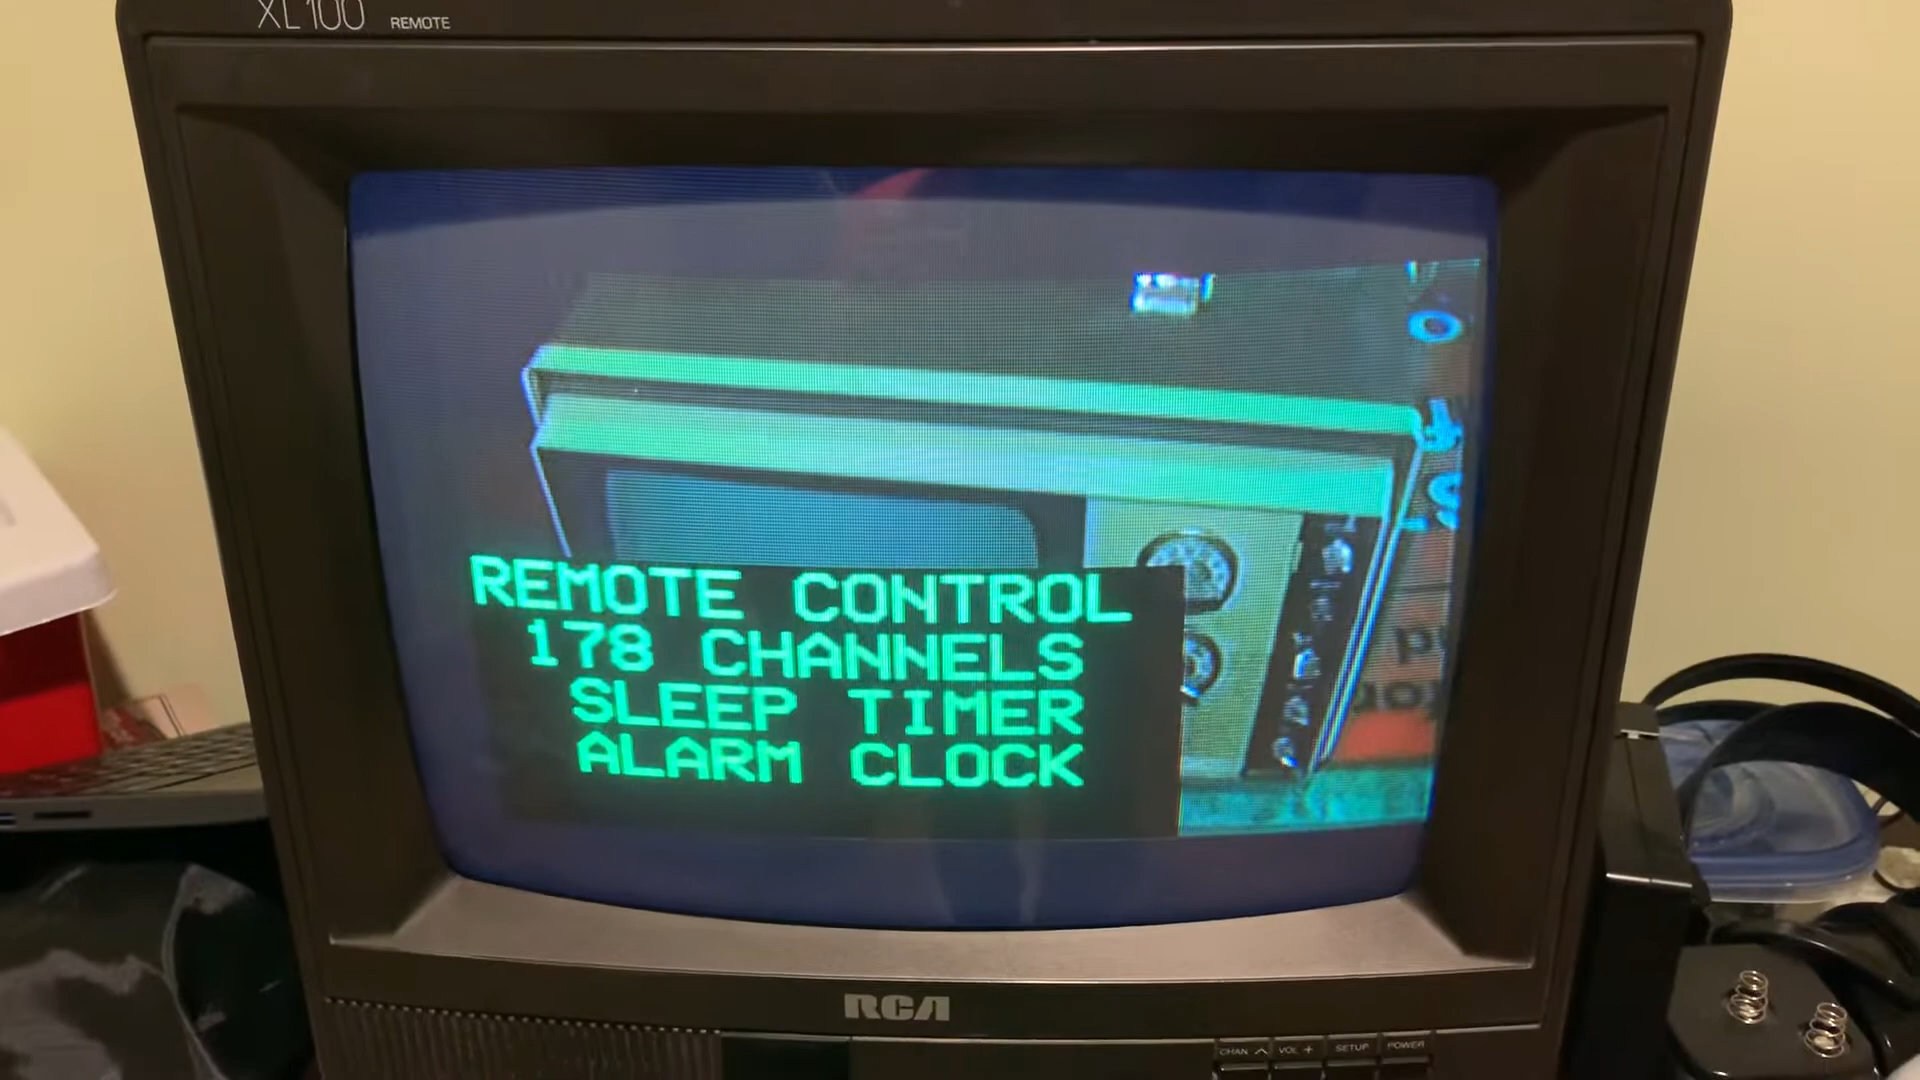 XL100 REMOTE
REMOTE CONTROL
178 CHANNELS
SLEEP TIMER
ALARM CLOCK
RCA
CHAN ^ VOL + SETUP POWER